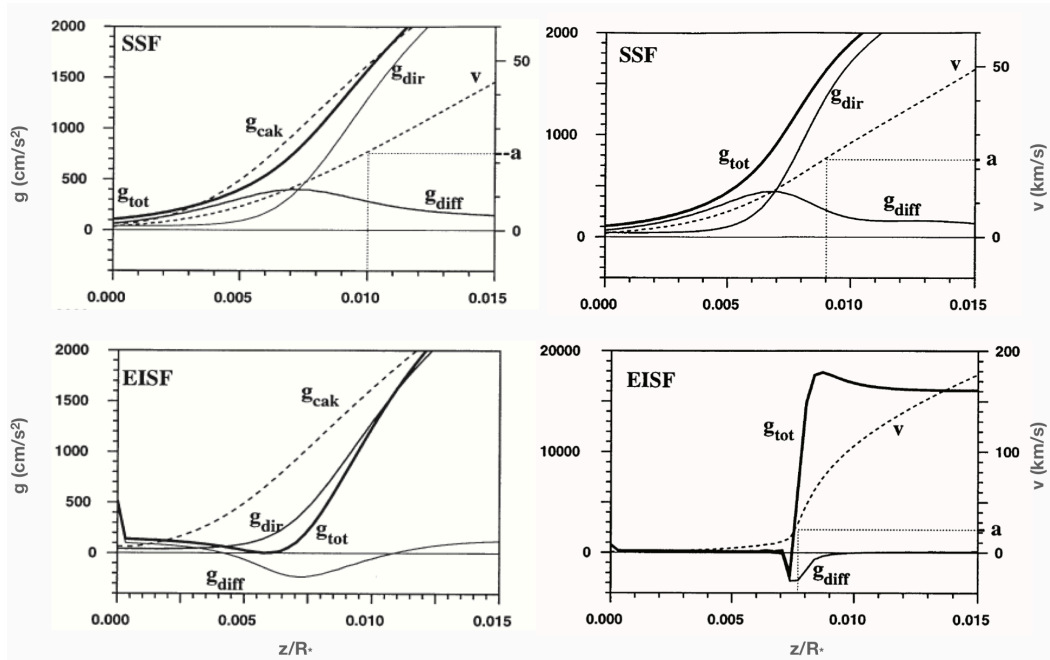 2000
SSF
1500
1000
500
0
g (cm/s²)
g_cak
g_dir
v
g_tot
g_diff
50
a
0
0.000 0.005 0.010 0.015
2000
SSF
1000
0
v
g_dir
g_tot
g_diff
50
a
0
v (km/s)
0.000 0.005 0.010 0.015
2000
EISF
1500
1000
500
0
g (cm/s²)
g_cak
g_dir
g_tot
g_diff
0.000 0.005 0.010 0.015
z/R*
20000
EISF
10000
0
g_tot
v
g_diff
200
100
a
0
v (km/s)
0.000 0.005 0.010 0.015
z/R*